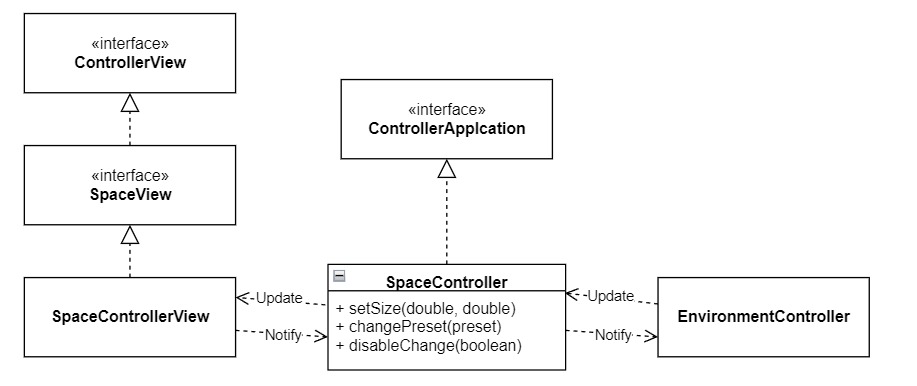 «interface»
ControllerView
«interface»
ControllerApplcation
«interface»
SpaceView
SpaceControllerView
Update
Notify
SpaceController
+ setSize(double, double)
+ changePreset(preset)
+ disableChange(boolean)
Update
Notify
EnvironmentController